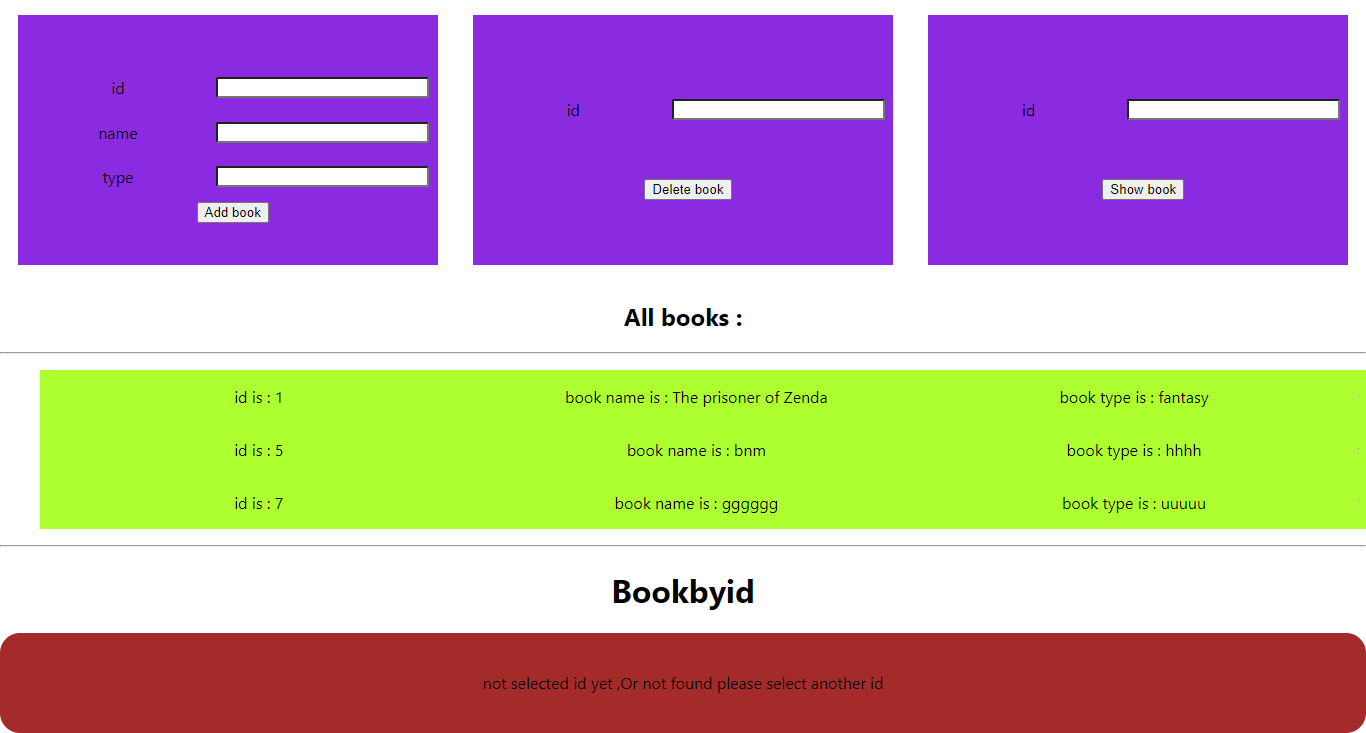 id
name
type
Add book
id
Delete book
id
Show book
All books :
id is : 1 book name is : The prisoner of Zenda book type is : fantasy
id is : 5 book name is : bnm book type is : hhhh
id is : 7 book name is : gggggg book type is : uuuuu
Bookbyid
not selected id yet ,Or not found please select another id